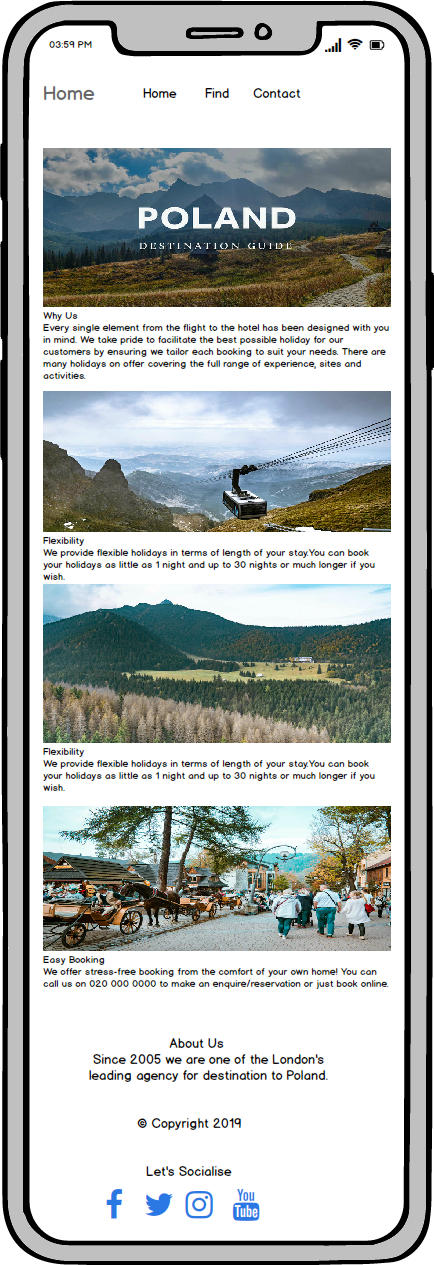 03:59 PM
Home Home Find Contact
POLAND
DESTINATION GUIDE
Why Us
Every single element from the flight to the hotel has been designed with you
in mind. We take pride to facilitate the best possible holiday for our
customers by ensuring we tailor each booking to suit your needs. There are
many holidays on offer covering the full range of experience, sites and
activities.
Flexibility
We provide flexible holidays in terms of length of your stay.You can book
your holidays as little as 1 night and up to 30 nights or much longer if you
wish.
Flexibility
We provide flexible holidays in terms of length of your stay.You can book
your holidays as little as 1 night and up to 30 nights or much longer if you
wish.
Easy Booking
We offer stress-free booking from the comfort of your own home! You can
call us on 020 000 0000 to make an enquire/reservation or just book online.
About Us
Since 2005 we are one of the London's
leading agency for destination to Poland.
© Copyright 2019
Let's Socialise
You
Tube